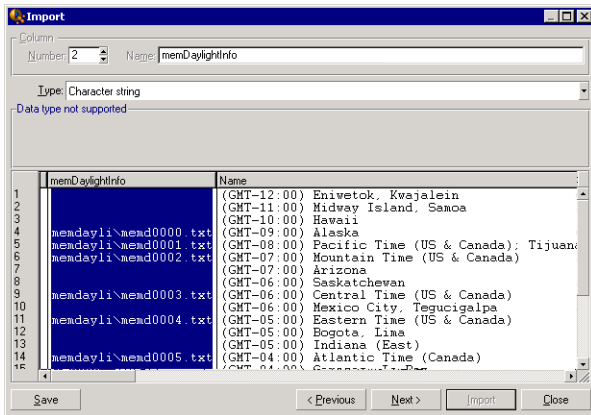 Import
Column
Number: 2 Name: memDaylightInfo
Type: Character string
Data type not supported
memDaylightInfo Name
1 (GMT-12:00) Eniwetok, Kwajalein
2 (GMT-11:00) Midway Island, Samoa
3 (GMT-10:00) Hawaii
4 memdayli\memd0000.txt (GMT-09:00) Alaska
5 memdayli\memd0001.txt (GMT-08:00) Pacific Time (US & Canada); Tijuana
6 memdayli\memd0002.txt (GMT-07:00) Mountain Time (US & Canada)
7 (GMT-07:00) Arizona
8 (GMT-06:00) Saskatchewan
9 memdayli\memd0003.txt (GMT-06:00) Central Time (US & Canada)
10 (GMT-06:00) Mexico City, Tegucigalpa
11 memdayli\memd0004.txt (GMT-05:00) Eastern Time (US & Canada)
12 (GMT-05:00) Bogota, Lima
13 (GMT-05:00) Indiana (East)
14 memdayli\memd0005.txt (GMT-04:00) Atlantic Time (Canada)
15
Save < Previous Next > Import Close